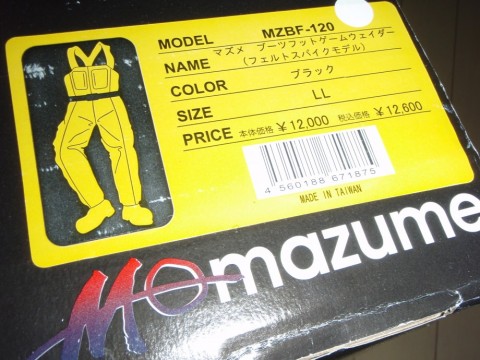 MODEL MZBF-120
NAME マズメ ブーツフットゲームウェイダー
(フェルトスパイクモデル)
COLOR ブラック
SIZE LL
PRICE 本体価格 ¥12,000 税込価格 ¥12,600
4 560188 671875
MADE IN TAIWAN
MO mazume